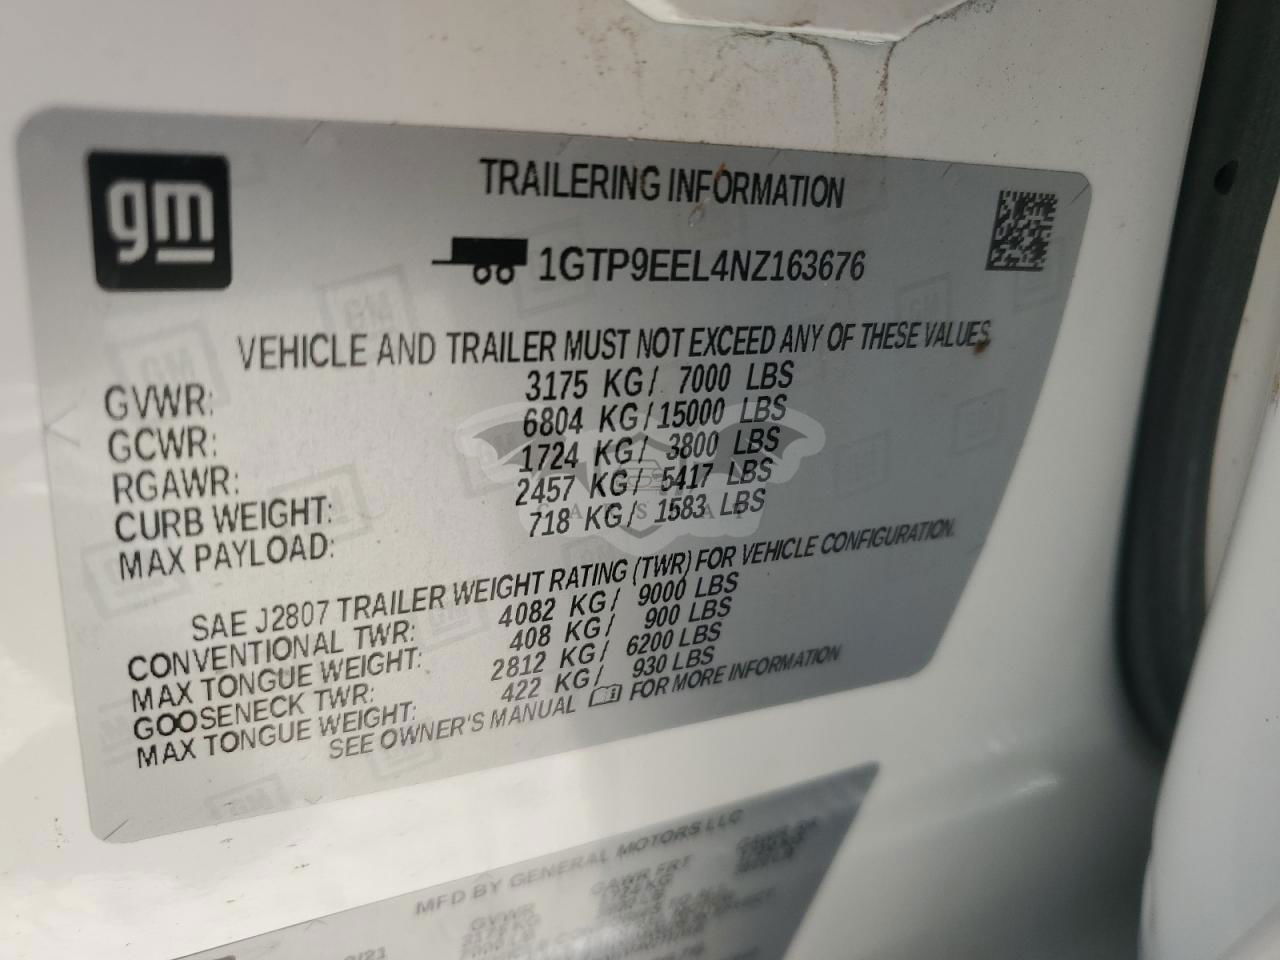 gm
TRAILERING INFORMATION
1GTP9EEL4NZ163676
VEHICLE AND TRAILER MUST NOT EXCEED ANY OF THESE VALUES
GVWR: 3175 KG/ 7000 LBS
GCWR: 6804 KG/15000 LBS
RGAWR: 1724 KG/ 3800 LBS
CURB WEIGHT: 2457 KG/ 5417 LBS
MAX PAYLOAD: 718 KG/ 1583 LBS
SAE J2807 TRAILER WEIGHT RATING (TWR) FOR VEHICLE CONFIGURATION.
CONVENTIONAL TWR: 4082 KG/ 9000 LBS
MAX TONGUE WEIGHT: 408 KG/ 900 LBS
GOOSENECK TWR: 2812 KG/ 6200 LBS
MAX TONGUE WEIGHT: 422 KG/ 930 LBS
SEE OWNER'S MANUAL FOR MORE INFORMATION
MFD BY GENERAL MOTORS LLC
GVWR GAWR FRT